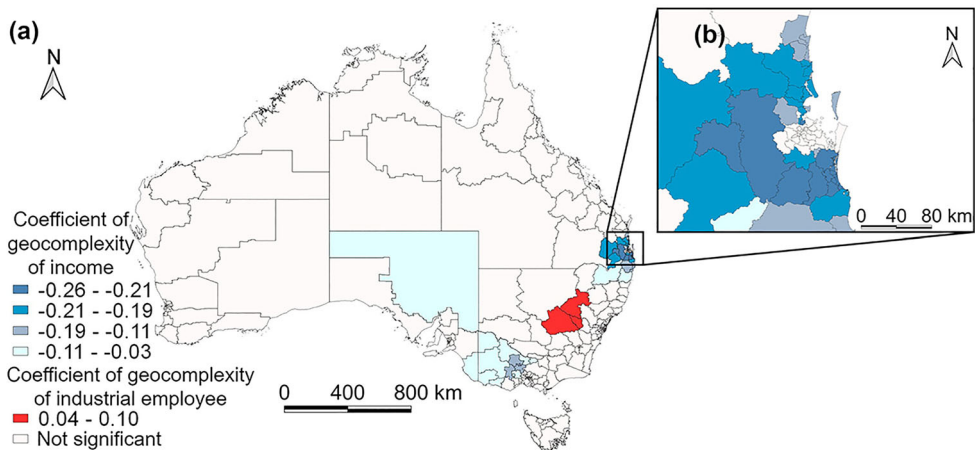 (a)
N
(b)
N
0 40 80 km
Coefficient of
geocomplexity
of income
-0.26 - -0.21
-0.21 - -0.19
-0.19 - -0.11
-0.11 - -0.03
Coefficient of geocomplexity
of industrial employee
0.04 - 0.10
Not significant
0 400 800 km